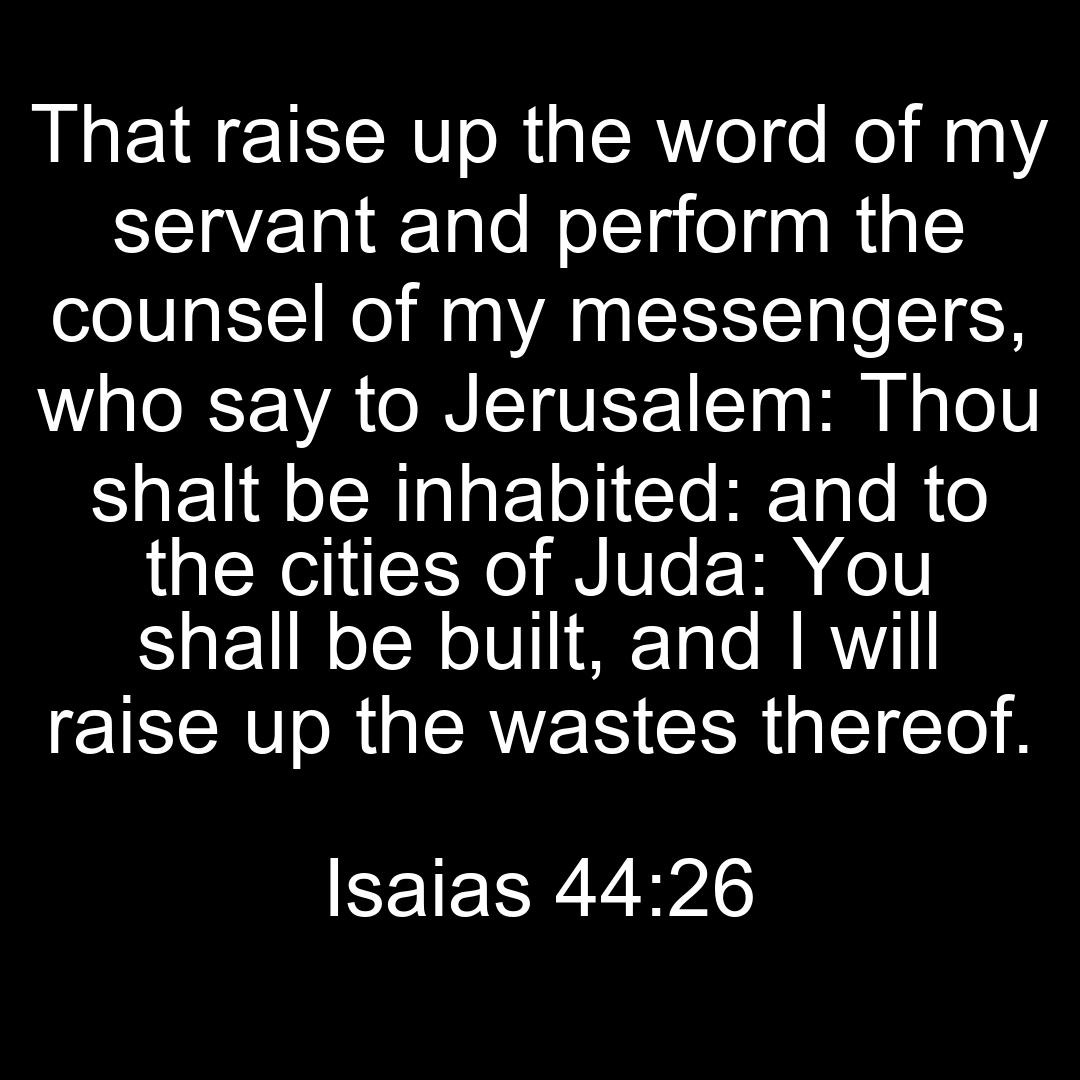 That raise up the word of my
servant and perform the
counsel of my messengers,
who say to Jerusalem: Thou
shalt be inhabited: and to
the cities of Juda: You
shall be built, and I will
raise up the wastes thereof.
Isaias 44:26